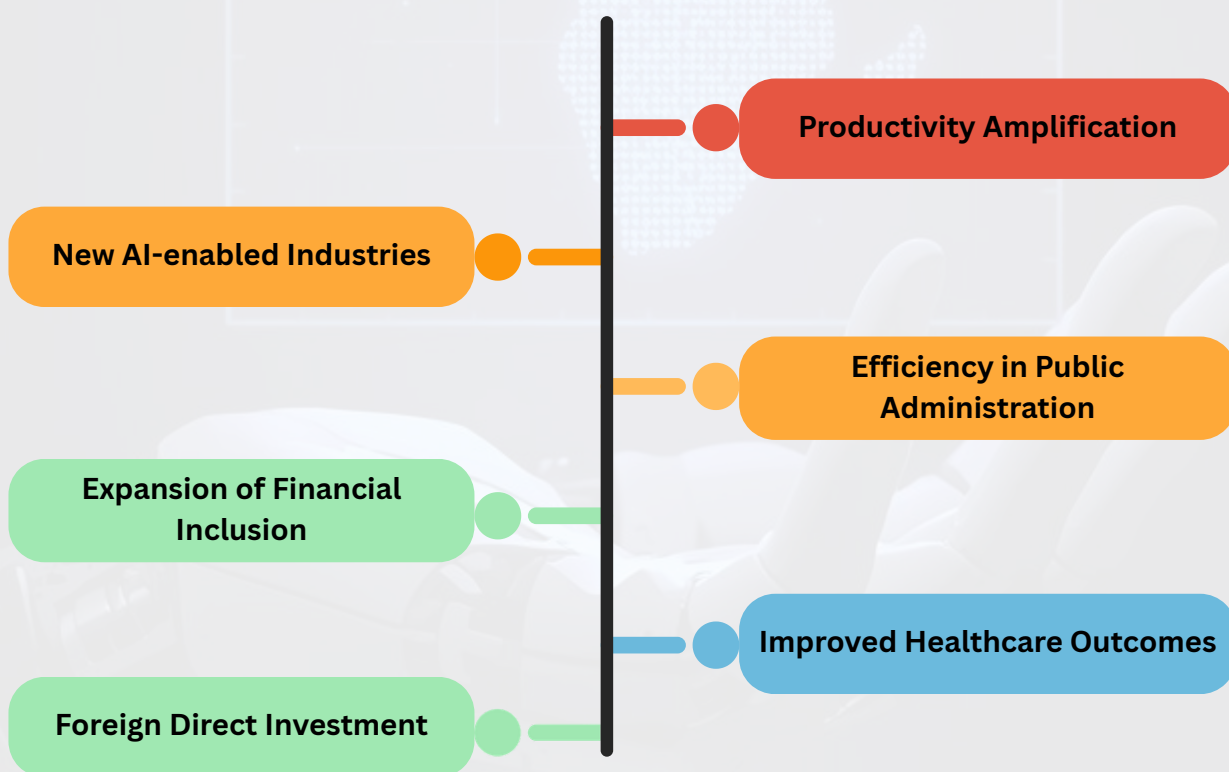 Productivity Amplification
New AI-enabled Industries
Efficiency in Public
Administration
Expansion of Financial
Inclusion
Improved Healthcare Outcomes
Foreign Direct Investment